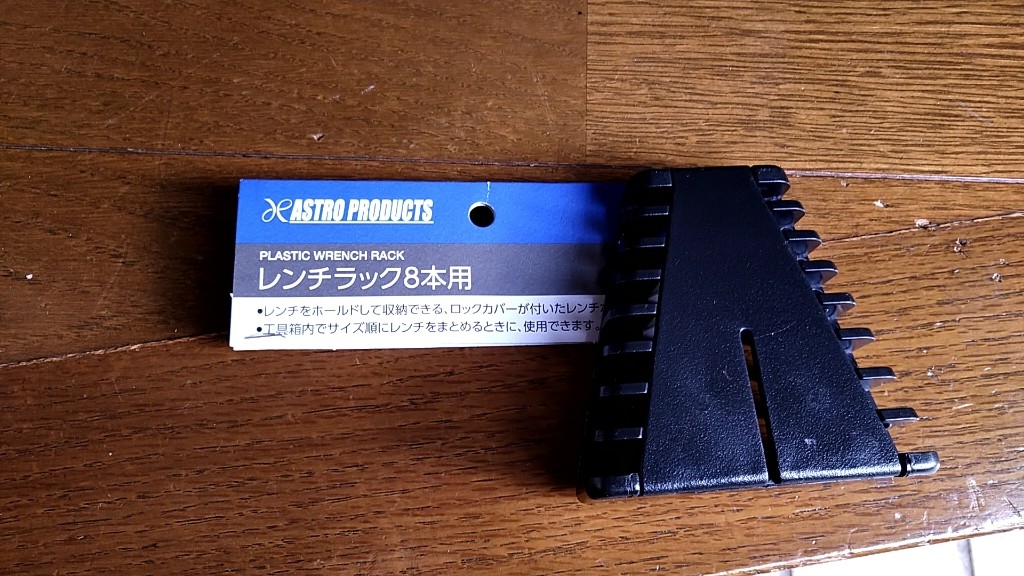 ASTRO PRODUCTS
PLASTIC WRENCH RACK
レンチラック8本用
•レンチをホールドして収納できる、ロックカバーが付いたレンチ
•工具箱内でサイズ順にレンチをまとめるときに、使用できます。